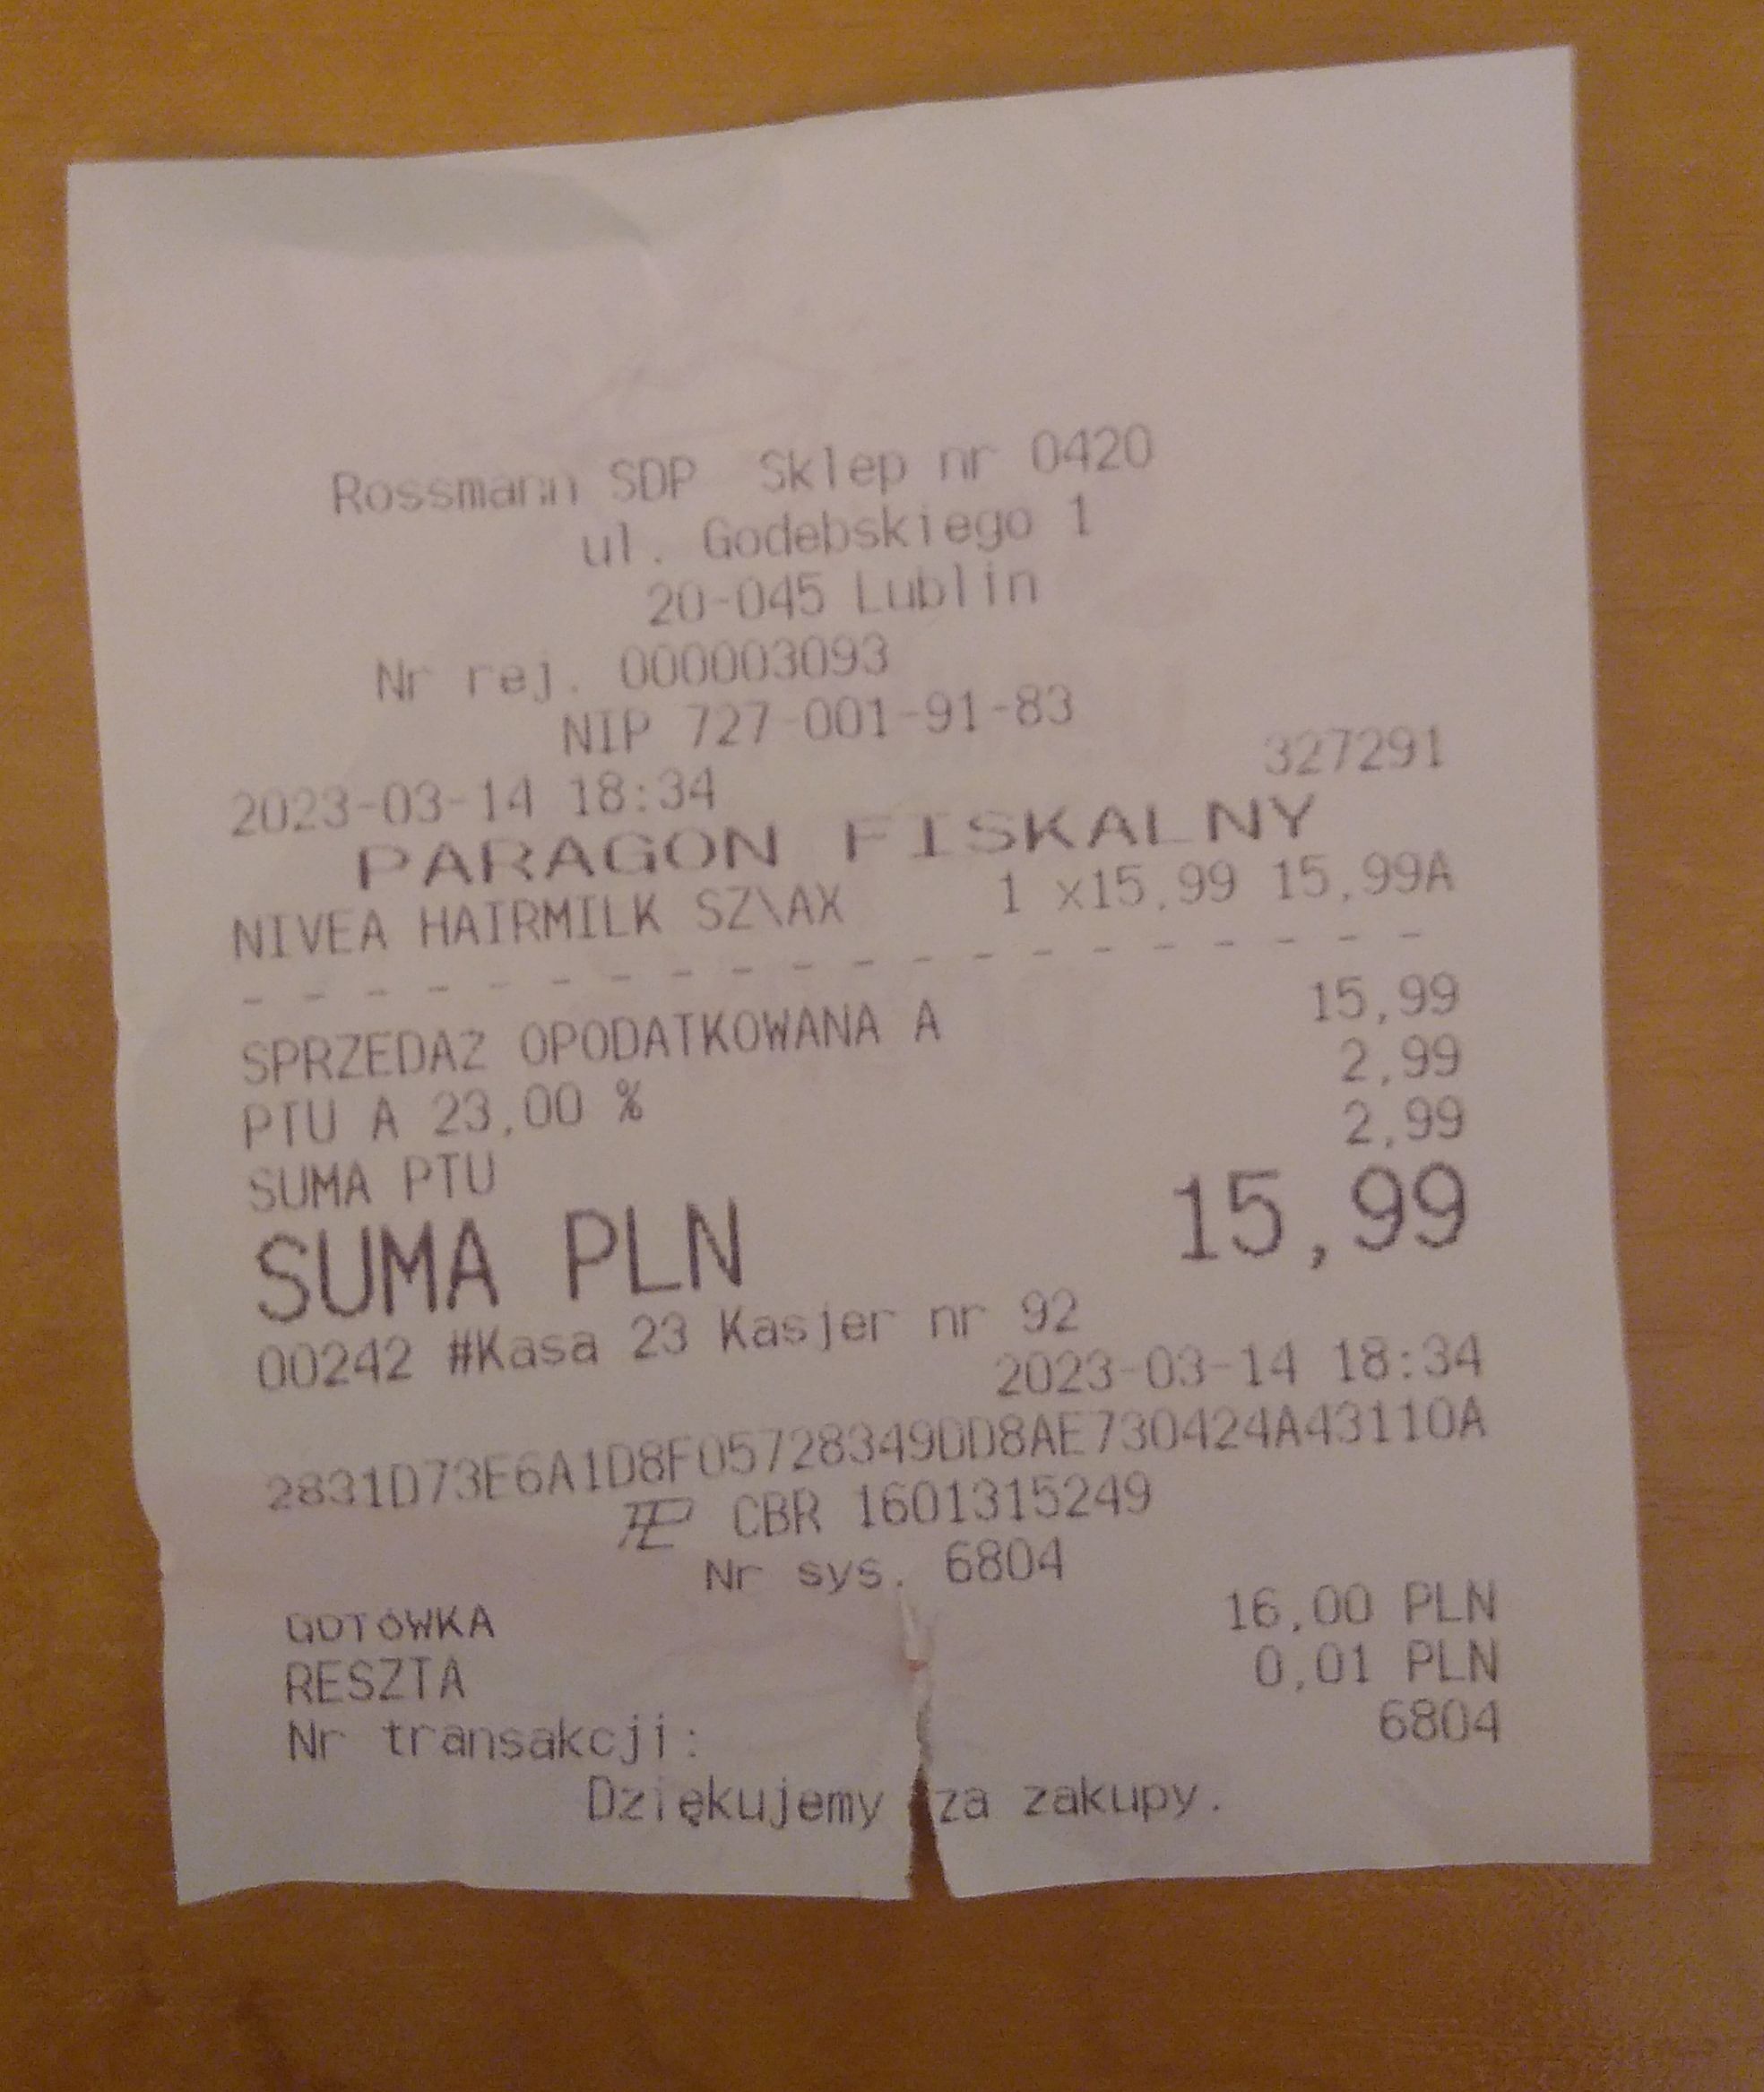 Rossmann SDP Sklep nr 0420
ul. Godebskiego 1
20-045 Lublin
Nr rej. 000003093
NIP 727-001-91-83
2023-03-14 18:34 327291
PARAGON FISKALNY
NIVEA HAIRMILK SZ\AX 1 x15,99 15,99A
- - - - - - - - - - - - - - - - - - - -
SPRZEDAŻ OPODATKOWANA A 15,99
PTU A 23,00 % 2,99
SUMA PTU 2,99
SUMA PLN 15,99
00242 #Kasa 23 Kasjer nr 92
2023-03-14 18:34
2831D73E6A1D8F05728349DD8AE730424A43110A
CBR 1601315249
Nr sys. 6804
GOTÓWKA 16,00 PLN
RESZTA 0,01 PLN
Nr transakcji: 6804
Dziękujemy za zakupy.